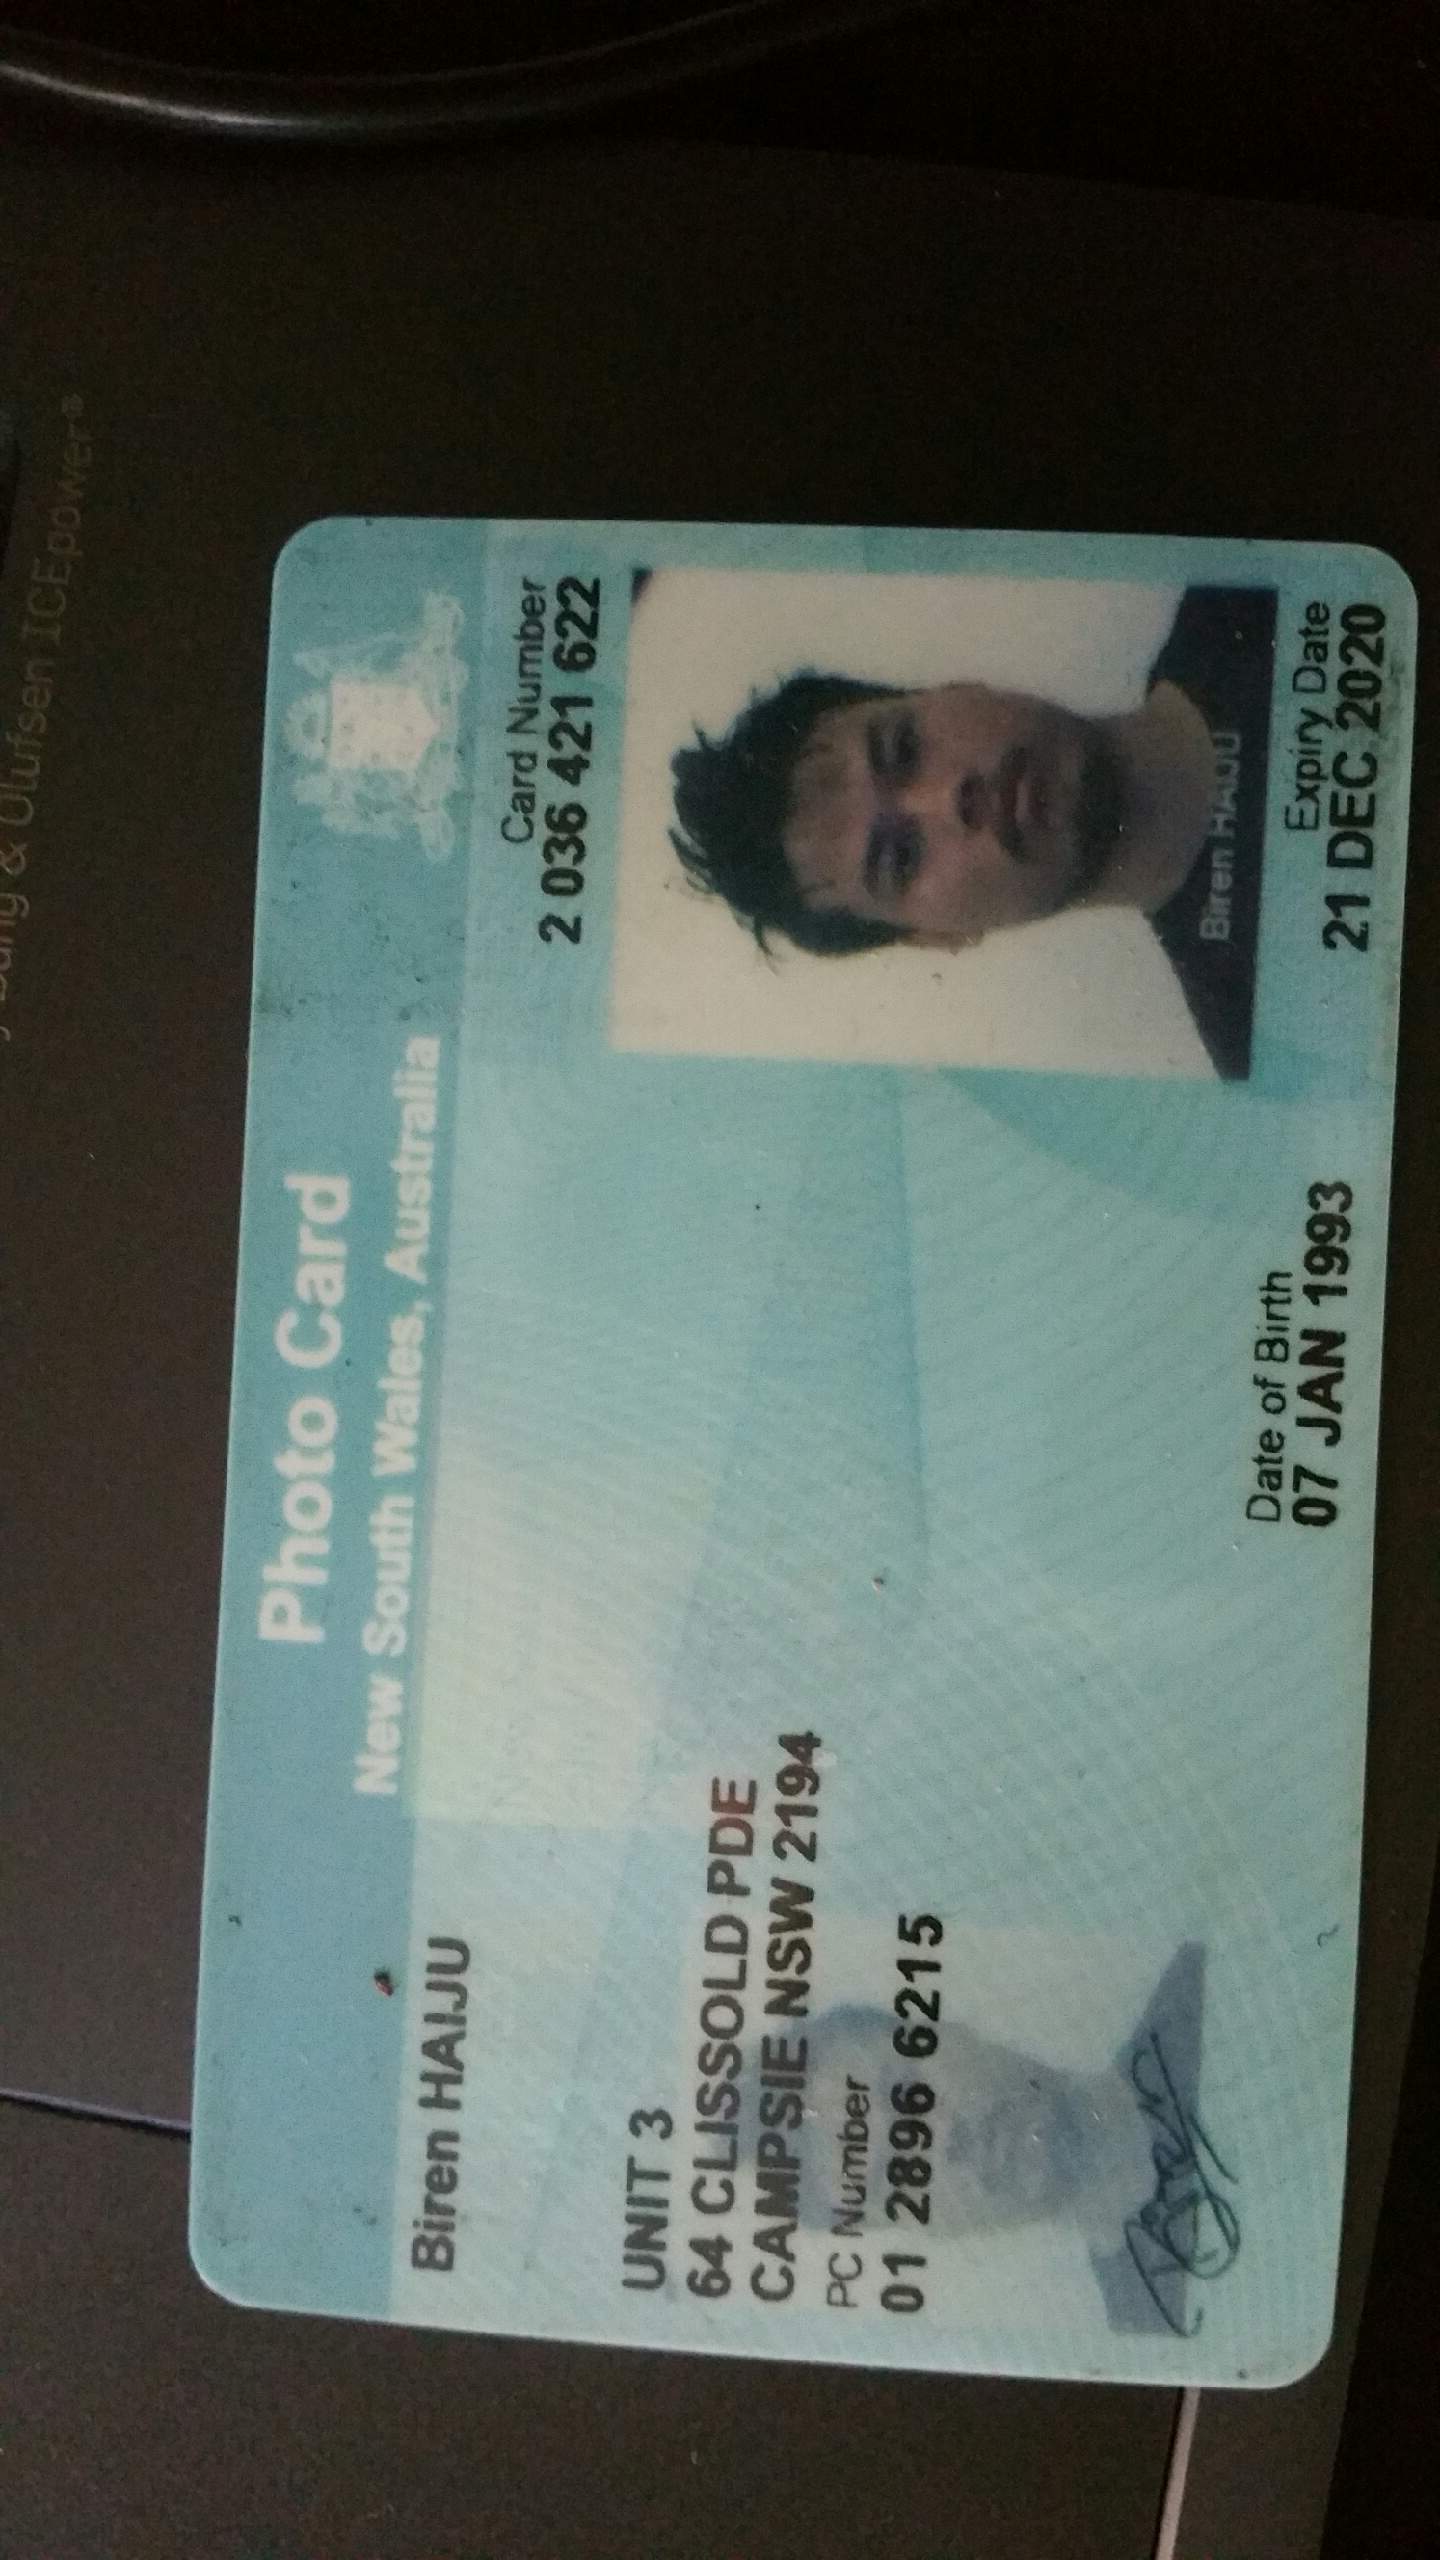 Bang & Olufsen ICEpower®
Photo Card
New South Wales, Australia
Biren HAIJU
Card Number
2 036 421 622
UNIT 3
64 CLISSOLD PDE
CAMPSIE NSW 2194
PC Number
01 2896 6215
Biren HAIJU
Date of Birth
07 JAN 1993
Expiry Date
21 DEC 2020